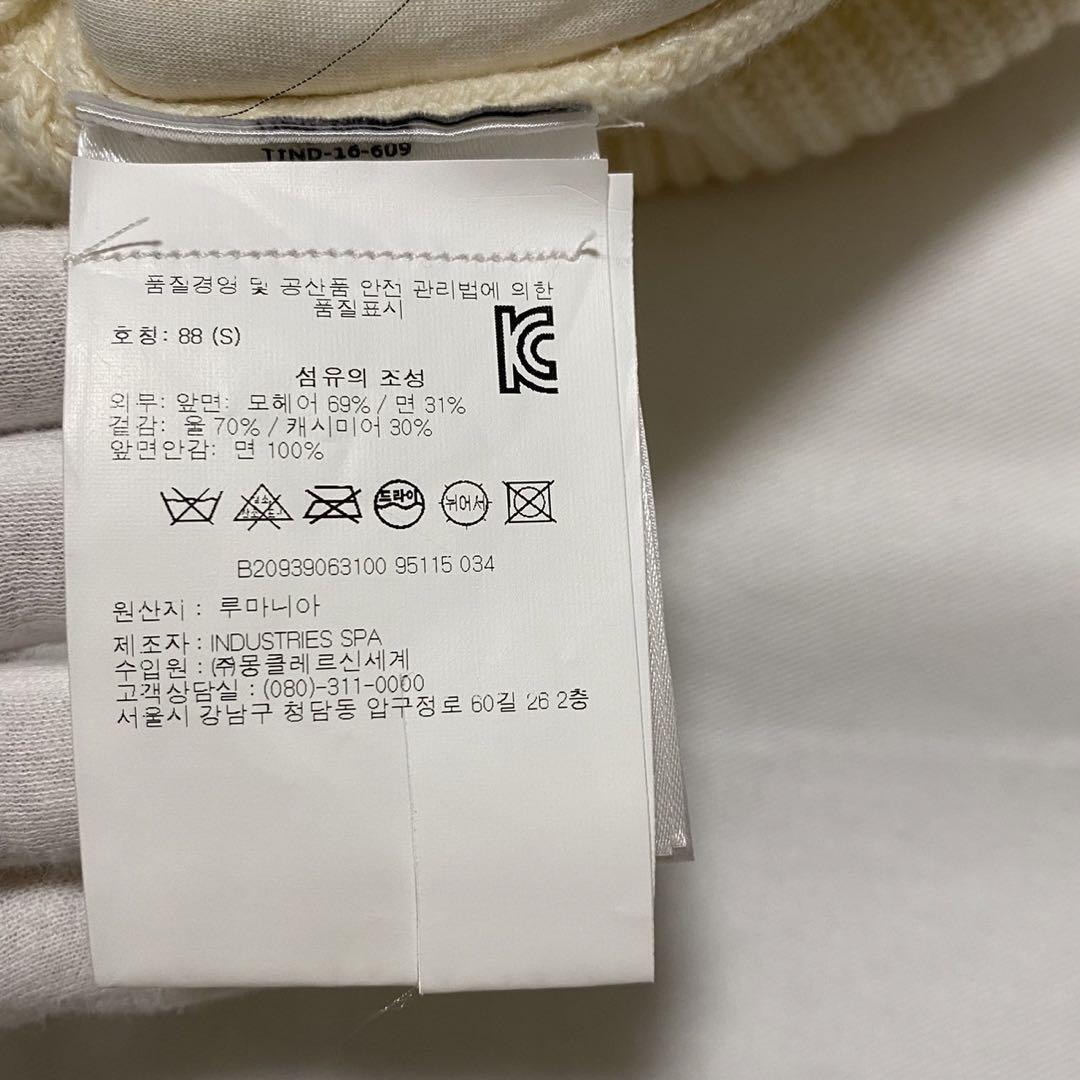 TIND-16-609
품질경영 및 공산품 안전 관리법에 의한
품질표시
호칭: 88 (S)
KC
섬유의 조성
외무: 앞면: 모헤어 69% / 면 31%
겉감: 울 70% / 캐시미어 30%
앞면안감: 면 100%
드라이 뉘어서
B20939063100 95115 034
원산지 : 루마니아
제조자 : INDUSTRIES SPA
수입원 : ㈜몽클레르신세계
고객상담실 : (080)-311-0000
서울시 강남구 청담동 압구정로 60길 26 2층